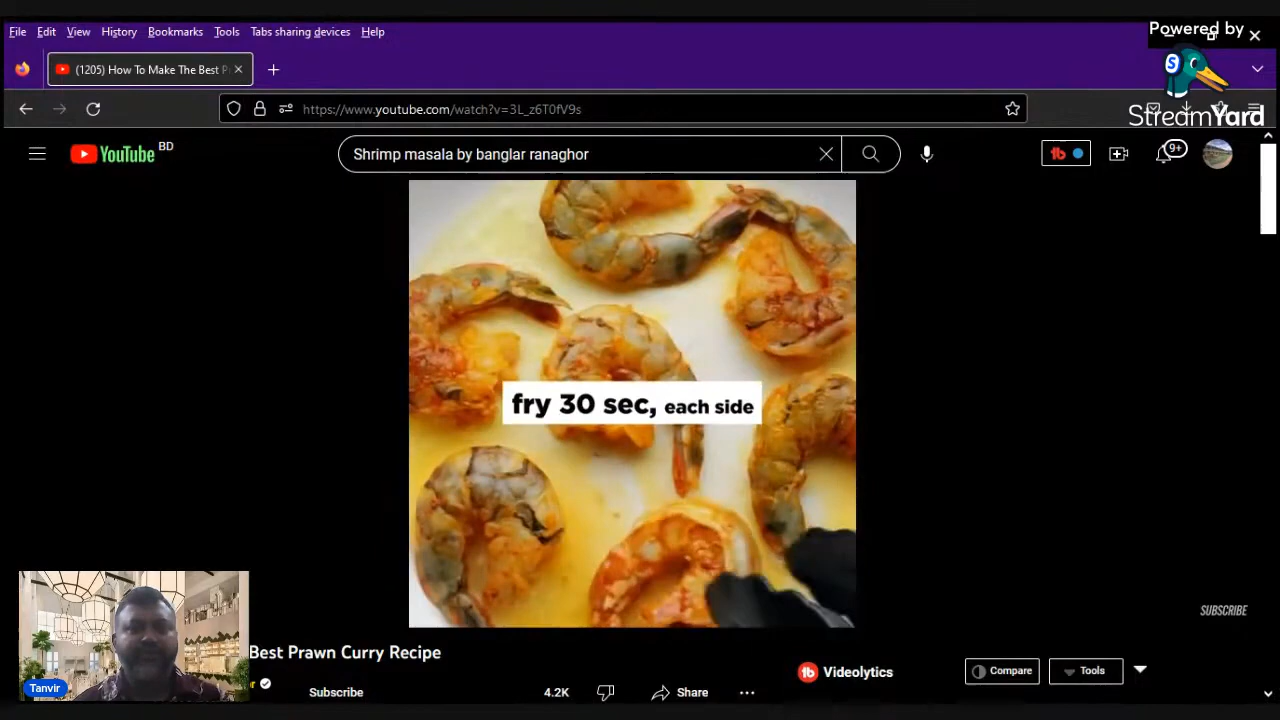 File Edit View History Bookmarks Tools Tabs sharing devices Help
Powered by
(1205) How To Make The Best P
StreamYard
https://www.youtube.com/watch?v=3L_z6T0fV9s
YouTube BD
Shrimp masala by banglar ranaghor
tb
9+
fry 30 sec, each side
SUBSCRIBE
Best Prawn Curry Recipe
Tanvir
r
Subscribe
4.2K
Share
tb Videolytics
Compare
Tools